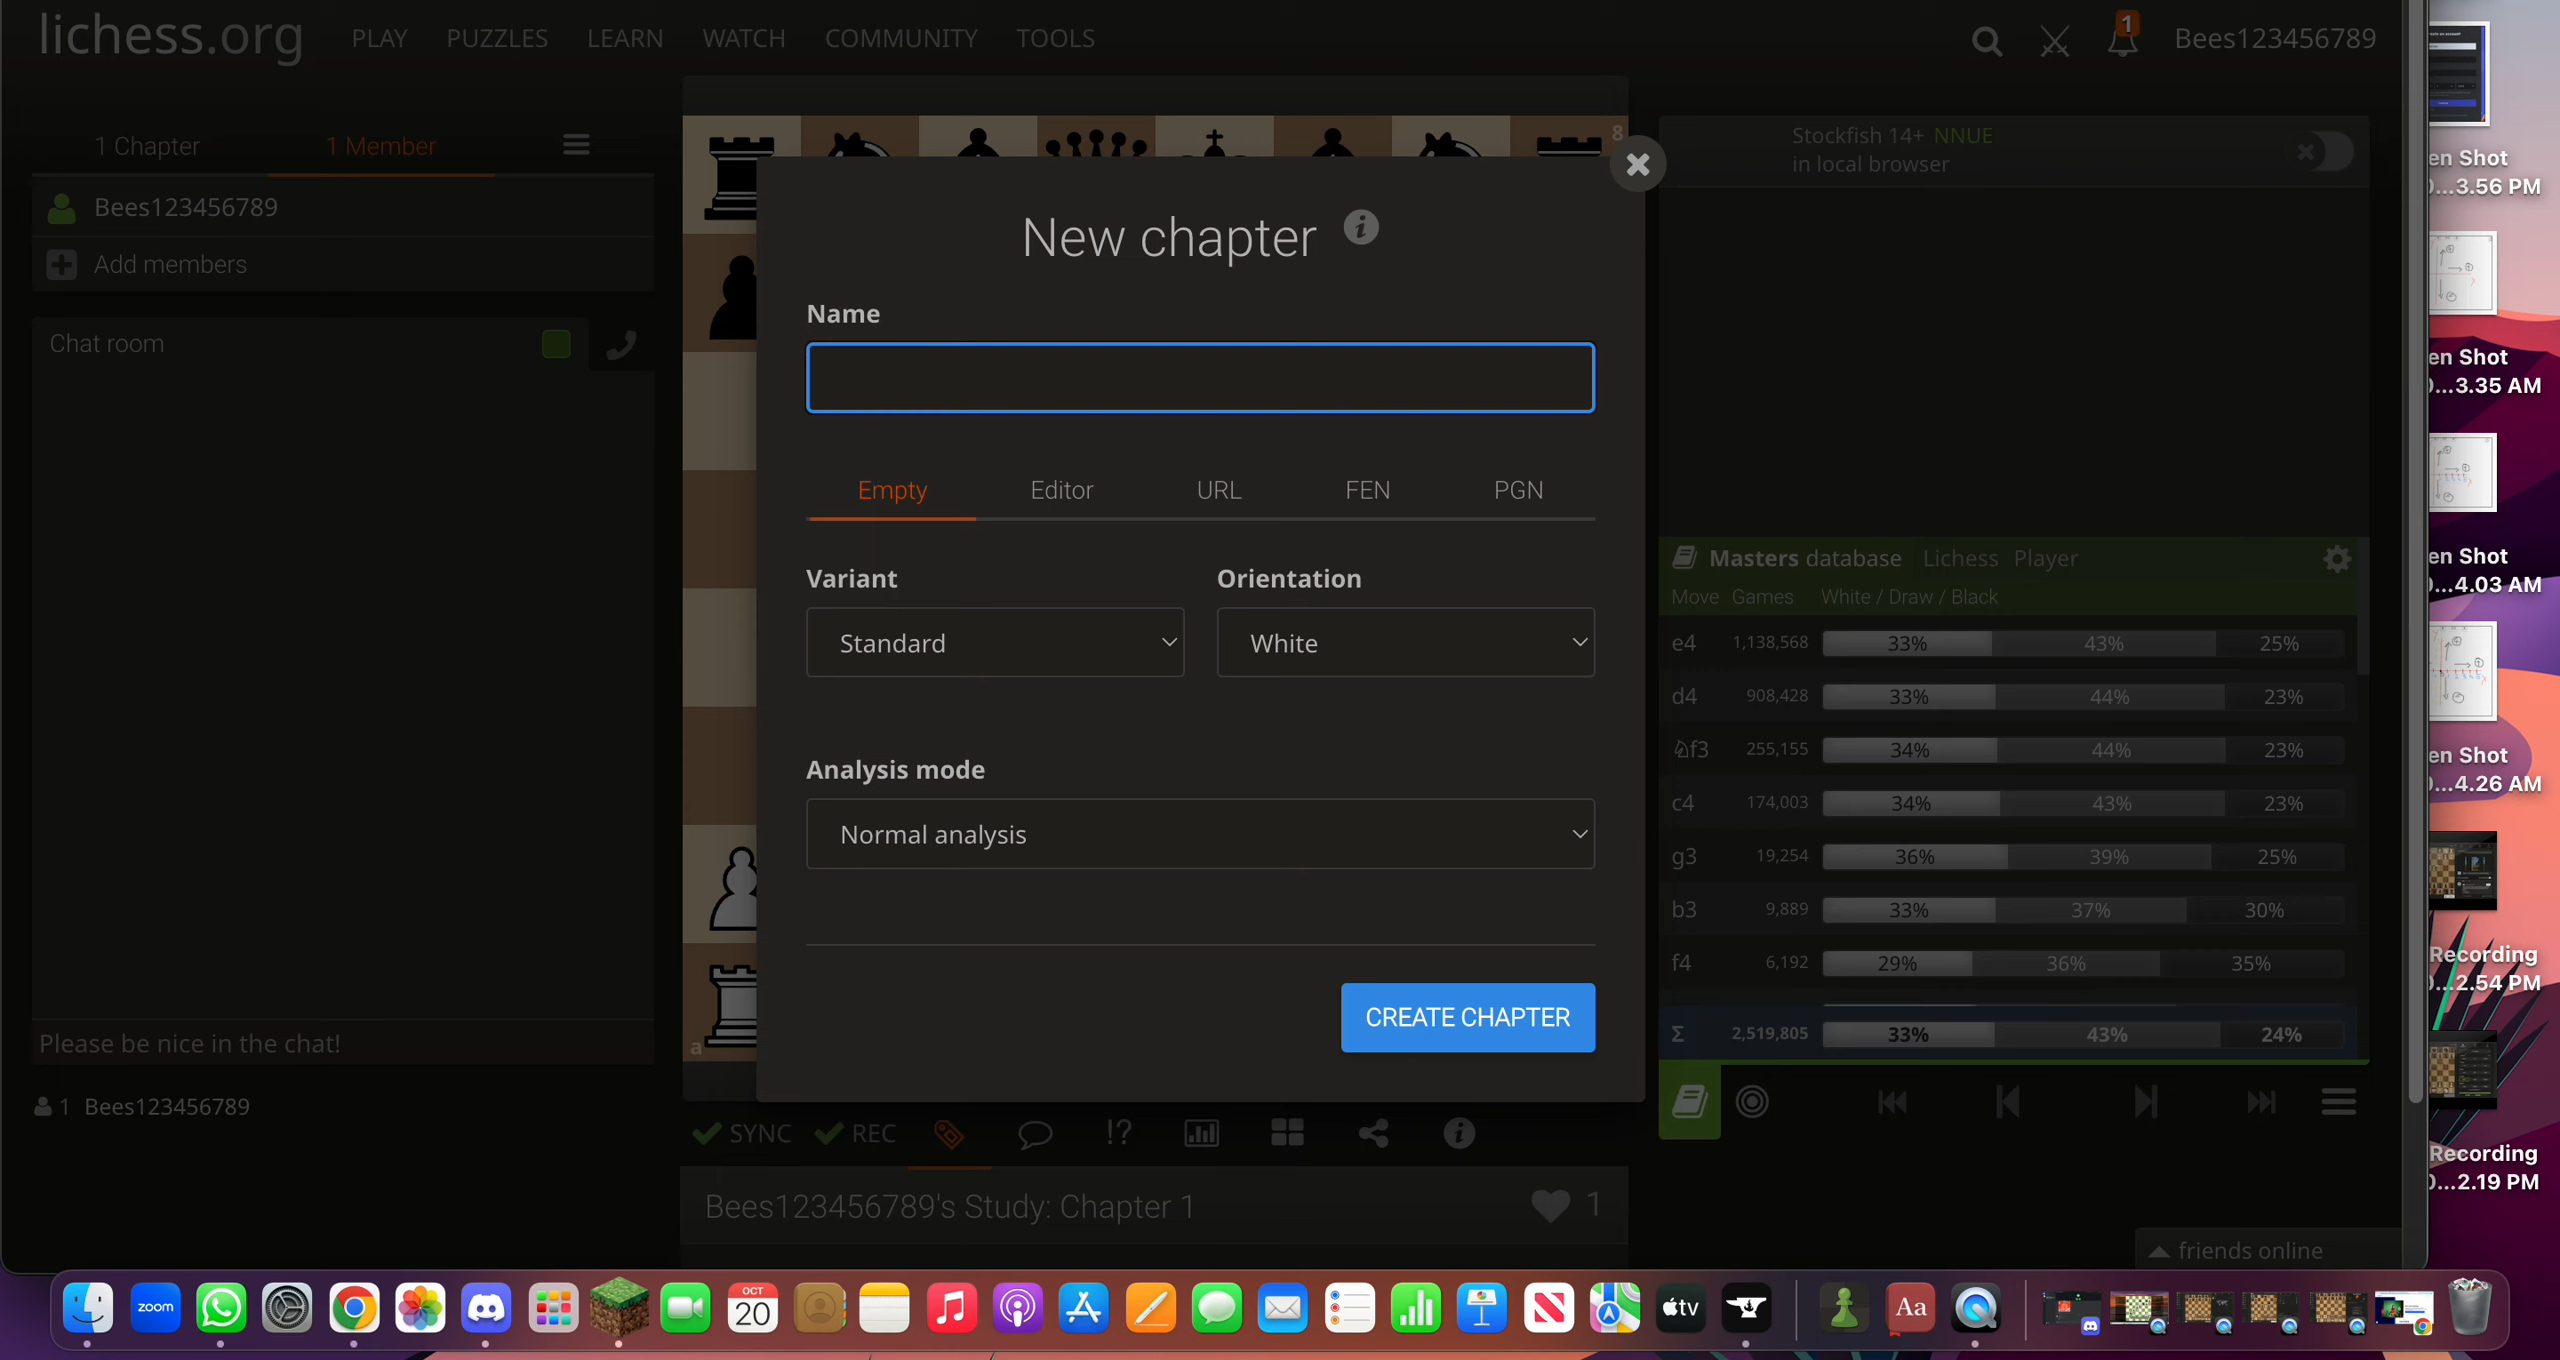 lichess.org PLAY PUZZLES LEARN WATCH COMMUNITY TOOLS 1 Bees123456789
1 Chapter 1 Member
Bees123456789
Add members
Chat room
Please be nice in the chat!
1 Bees123456789
8
a
New chapter
Name
Empty Editor URL FEN PGN
Variant Orientation
Standard White
Analysis mode
Normal analysis
CREATE CHAPTER
SYNC REC !?
Bees123456789's Study: Chapter 1 1
Stockfish 14+ NNUE
in local browser
Masters database Lichess Player
Move Games White / Draw / Black
e4 1,138,568 33% 43% 25%
d4 908,428 33% 44% 23%
♘f3 255,155 34% 44% 23%
c4 174,003 34% 43% 23%
g3 19,254 36% 39% 25%
b3 9,889 33% 37% 30%
f4 6,192 29% 36% 35%
Σ 2,519,805 33% 43% 24%
friends online
en Shot
...3.56 PM
en Shot
...3.35 AM
en Shot
...4.03 AM
en Shot
...4.26 AM
Recording
...2.54 PM
Recording
...2.19 PM
zoom
OCT
20
tv
Aa